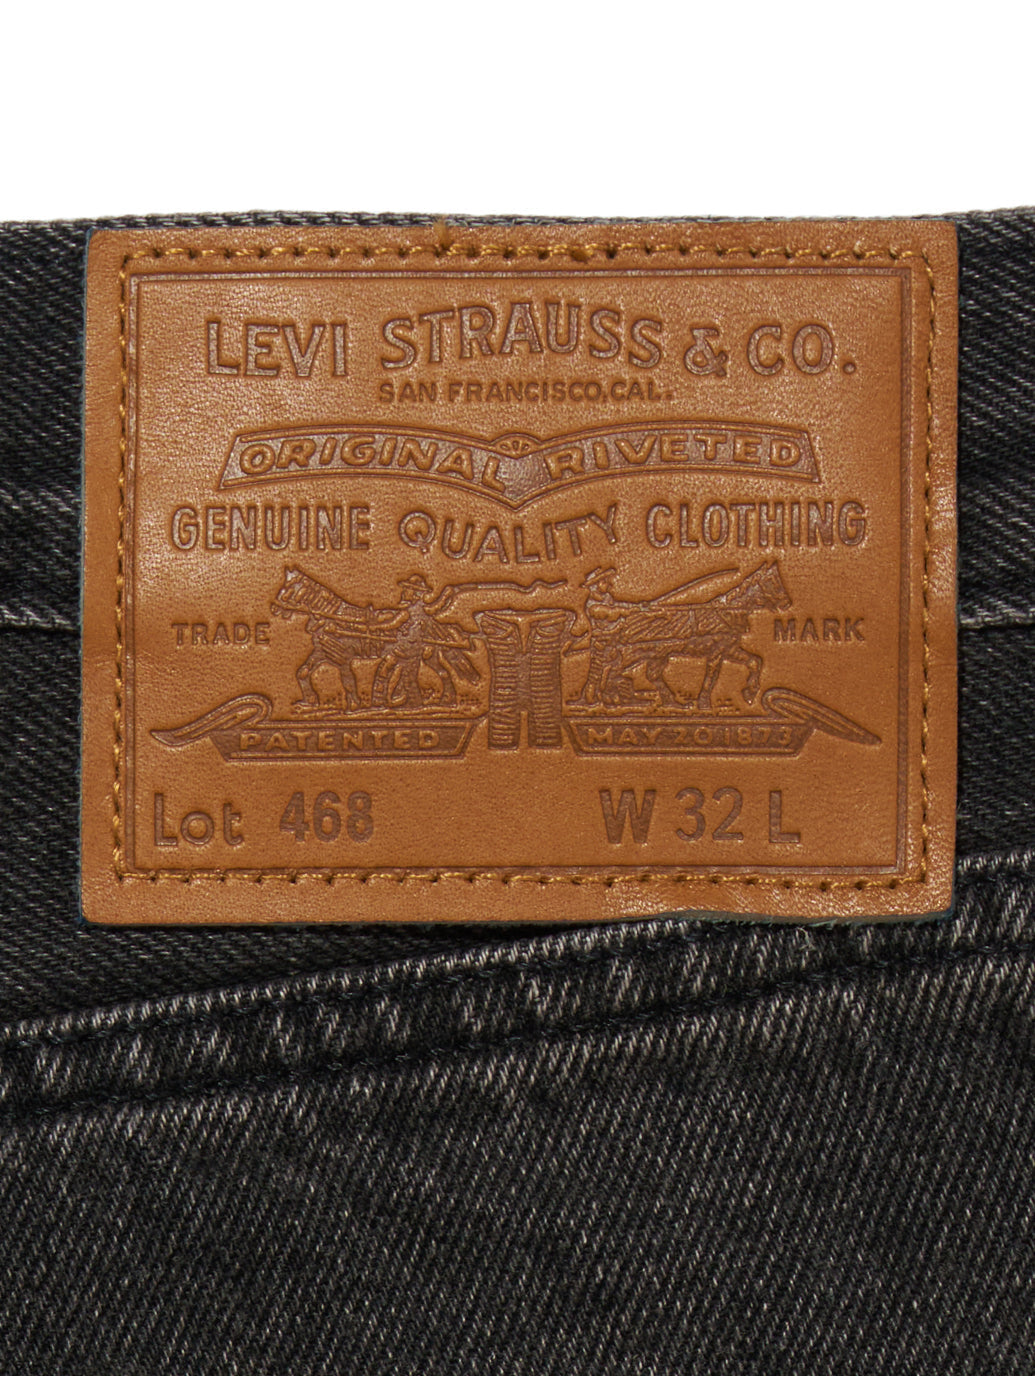 LEVI STRAUSS & CO.
SAN FRANCISCO, CAL.
ORIGINAL RIVETED
GENUINE QUALITY CLOTHING
TRADE MARK
PATENTED MAY 20 1873
Lot 468 W 32 L